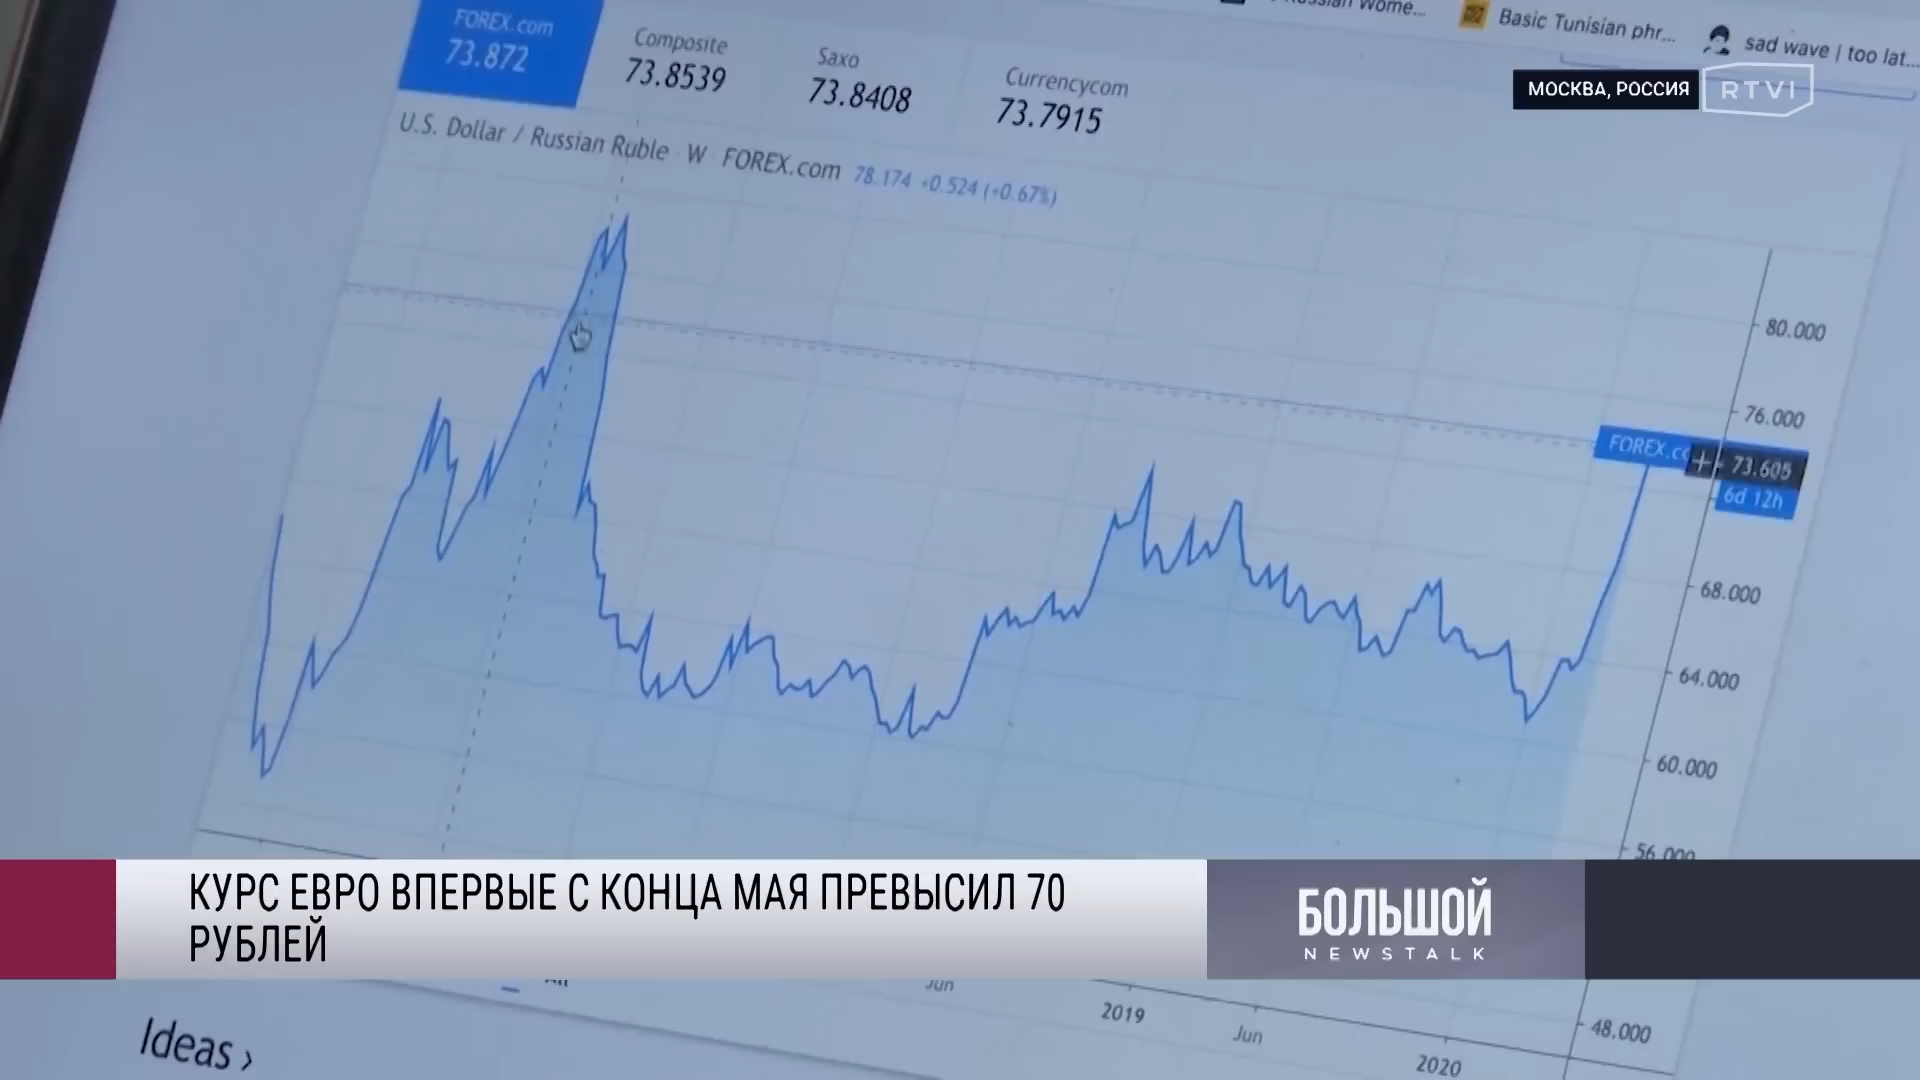 FOREX.com
73.872
Composite
73.8539
Saxo
73.8408
Currencycom
73.7915
Basic Tunisian phr...
sad wave | too lat...
МОСКВА, РОССИЯ
RTVI
U.S. Dollar / Russian Ruble · W · FOREX.com 78.174 +0.524 (+0.67%)
80.000
76.000
FOREX.co
73.605
6d 12h
68.000
64.000
60.000
56.000
КУРС ЕВРО ВПЕРВЫЕ С КОНЦА МАЯ ПРЕВЫСИЛ 70
РУБЛЕЙ
БОЛЬШОЙ
NEWSTALK
Jun
2019
Jun
2020
48.000
Ideas ›